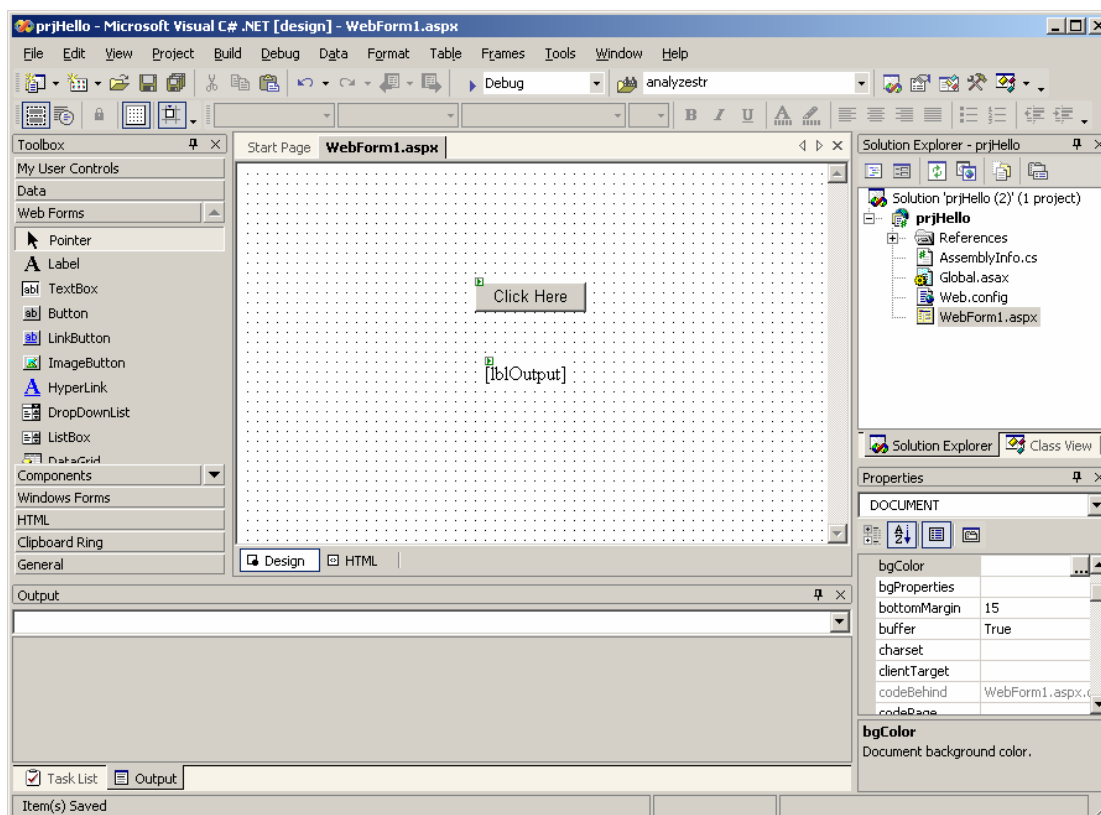 prjHello - Microsoft Visual C# .NET [design] - WebForm1.aspx
File Edit View Project Build Debug Data Format Table Frames Tools Window Help
Debug analyzestr
B I U A
Toolbox
My User Controls
Data
Web Forms
Pointer
A Label
abl TextBox
ab Button
ab LinkButton
ImageButton
A HyperLink
DropDownList
ListBox
DataGrid
Components
Windows Forms
HTML
Clipboard Ring
General
Start Page WebForm1.aspx
Click Here
[lblOutput]
Design HTML
Solution Explorer - prjHello
Solution 'prjHello (2)' (1 project)
prjHello
References
AssemblyInfo.cs
Global.asax
Web.config
WebForm1.aspx
Solution Explorer Class View
Properties
DOCUMENT
bgColor ...
bgProperties
bottomMargin 15
buffer True
charset
clientTarget
codeBehind WebForm1.aspx.c
codePage
bgColor
Document background color.
Output
Task List Output
Item(s) Saved